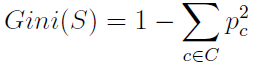 Gini(S) = 1 − ∑_{c∈C} p_c^2